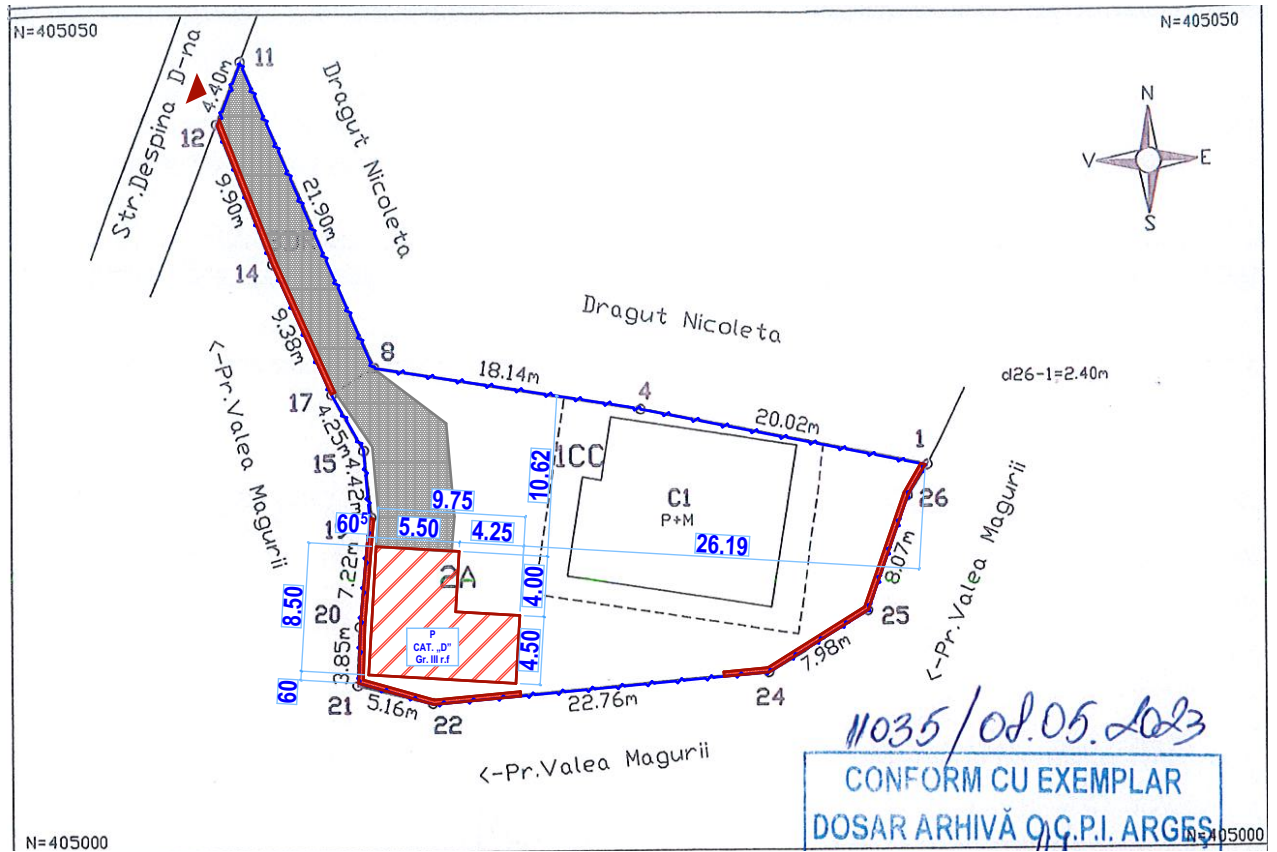 N=405050
N=405050
Str.Despina D-na
4.40m
11
12
Dragut Nicoleta
9.90m
21.90m
14
9.38m
17
8
18.14m
4
Dragut Nicoleta
20.02m
1
d26-1=2.40m
N
V
E
S
<-Pr.Valea Magurii
4.25m
15
4.42m
1CC
C1
P+M
10.62
26
9.75
60⁵
5.50
4.25
26.19
8.07m
7.22m
2A
4.00
8.50
20
25
P
CAT. „D”
Gr. III r.f
4.50
7.98m
<-Pr.Valea Magurii
3.85m
60
21
5.16m
22
22.76m
24
<-Pr.Valea Magurii
11035/08.05.2023
CONFORM CU EXEMPLAR
DOSAR ARHIVĂ O.C.P.I. ARGEŞ
N=405000
N=405000